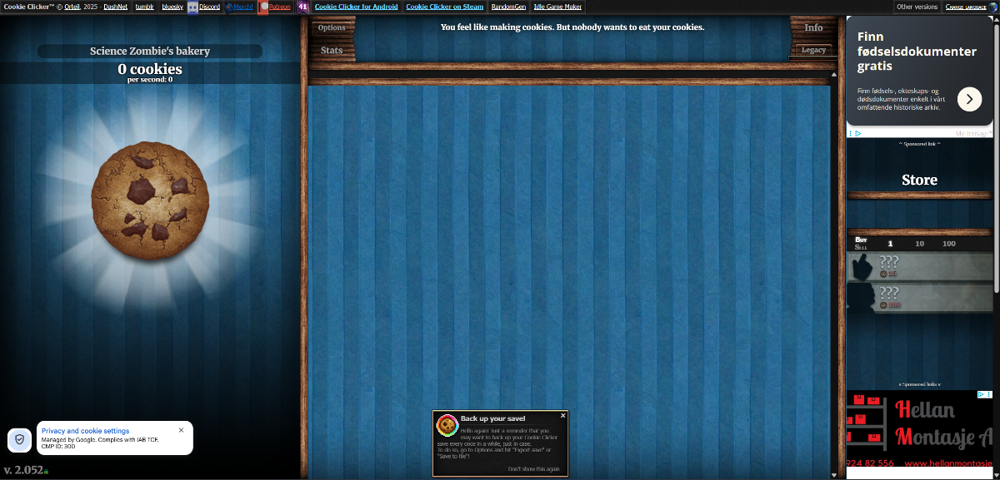 Cookie Clicker™ © Orteil, 2025 - DashNet
tumblr
bluesky
Discord
Merch!
Patreon
41
Cookie Clicker for Android
Cookie Clicker on Steam
RandomGen
Idle Game Maker
Other versions
Change language
Options
Stats
You feel like making cookies. But nobody wants to eat your cookies.
Info
Legacy
Science Zombie's bakery
0 cookies
per second: 0
Finn
fødselsdokumenter
gratis
Finn fødsels-, ekteskaps- og
dødsdokumenter enkelt i vårt
omfattende historiske arkiv.
MyHeritage
^ Sponsored link ^
Store
Buy
Sell
1
10
100
???
15
???
100
v Sponsored links v
Hellan
Montasje A
924 82 556 www.hellanmontasje
Back up your save!
Hello again! Just a reminder that you
may want to back up your Cookie Clicker
save every once in a while, just in case.
To do so, go to Options and hit "Export save" or
"Save to file"!
Don't show this again
Privacy and cookie settings
Managed by Google. Complies with IAB TCF.
CMP ID: 300
v. 2.052